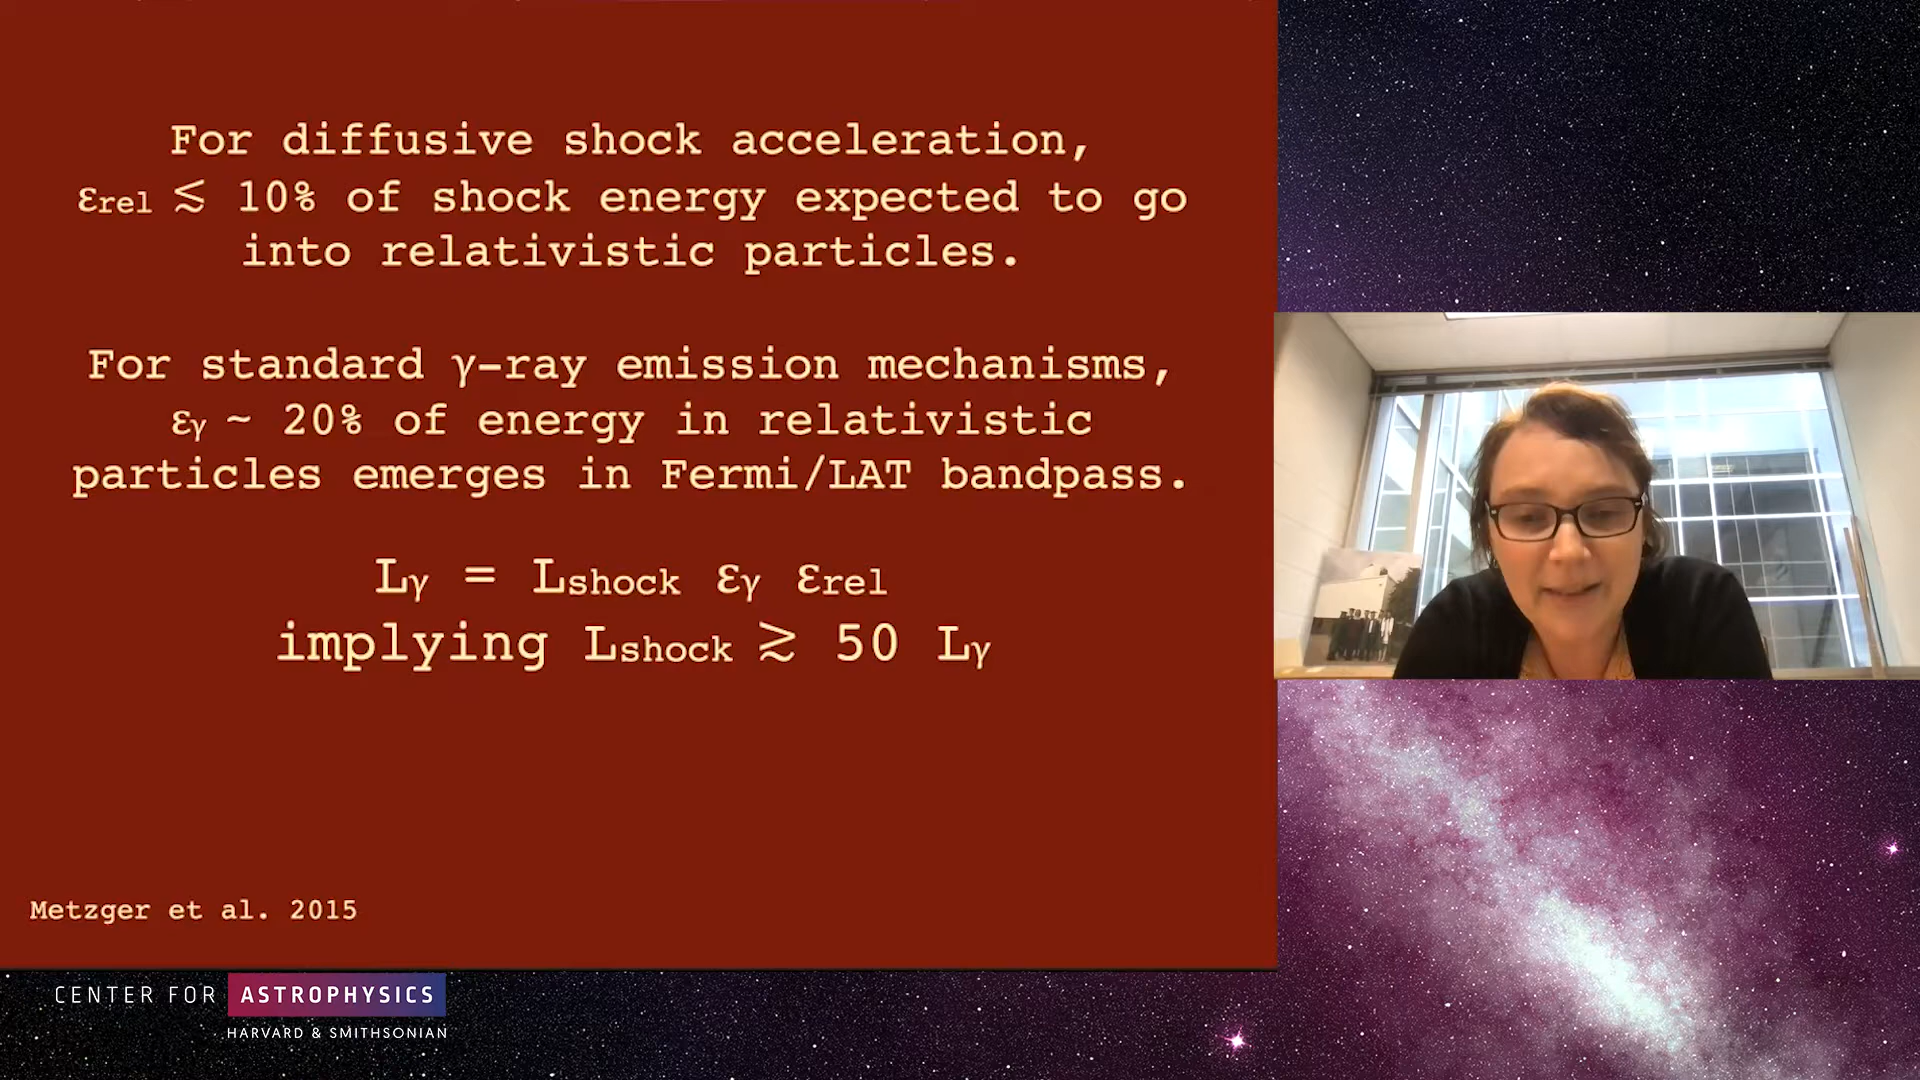 For diffusive shock acceleration,
εrel ≲ 10% of shock energy expected to go
into relativistic particles.
For standard γ-ray emission mechanisms,
εγ ~ 20% of energy in relativistic
particles emerges in Fermi/LAT bandpass.
Lγ = Lshock εγ εrel
implying Lshock ≳ 50 Lγ
Metzger et al. 2015
CENTER FOR ASTROPHYSICS
HARVARD & SMITHSONIAN